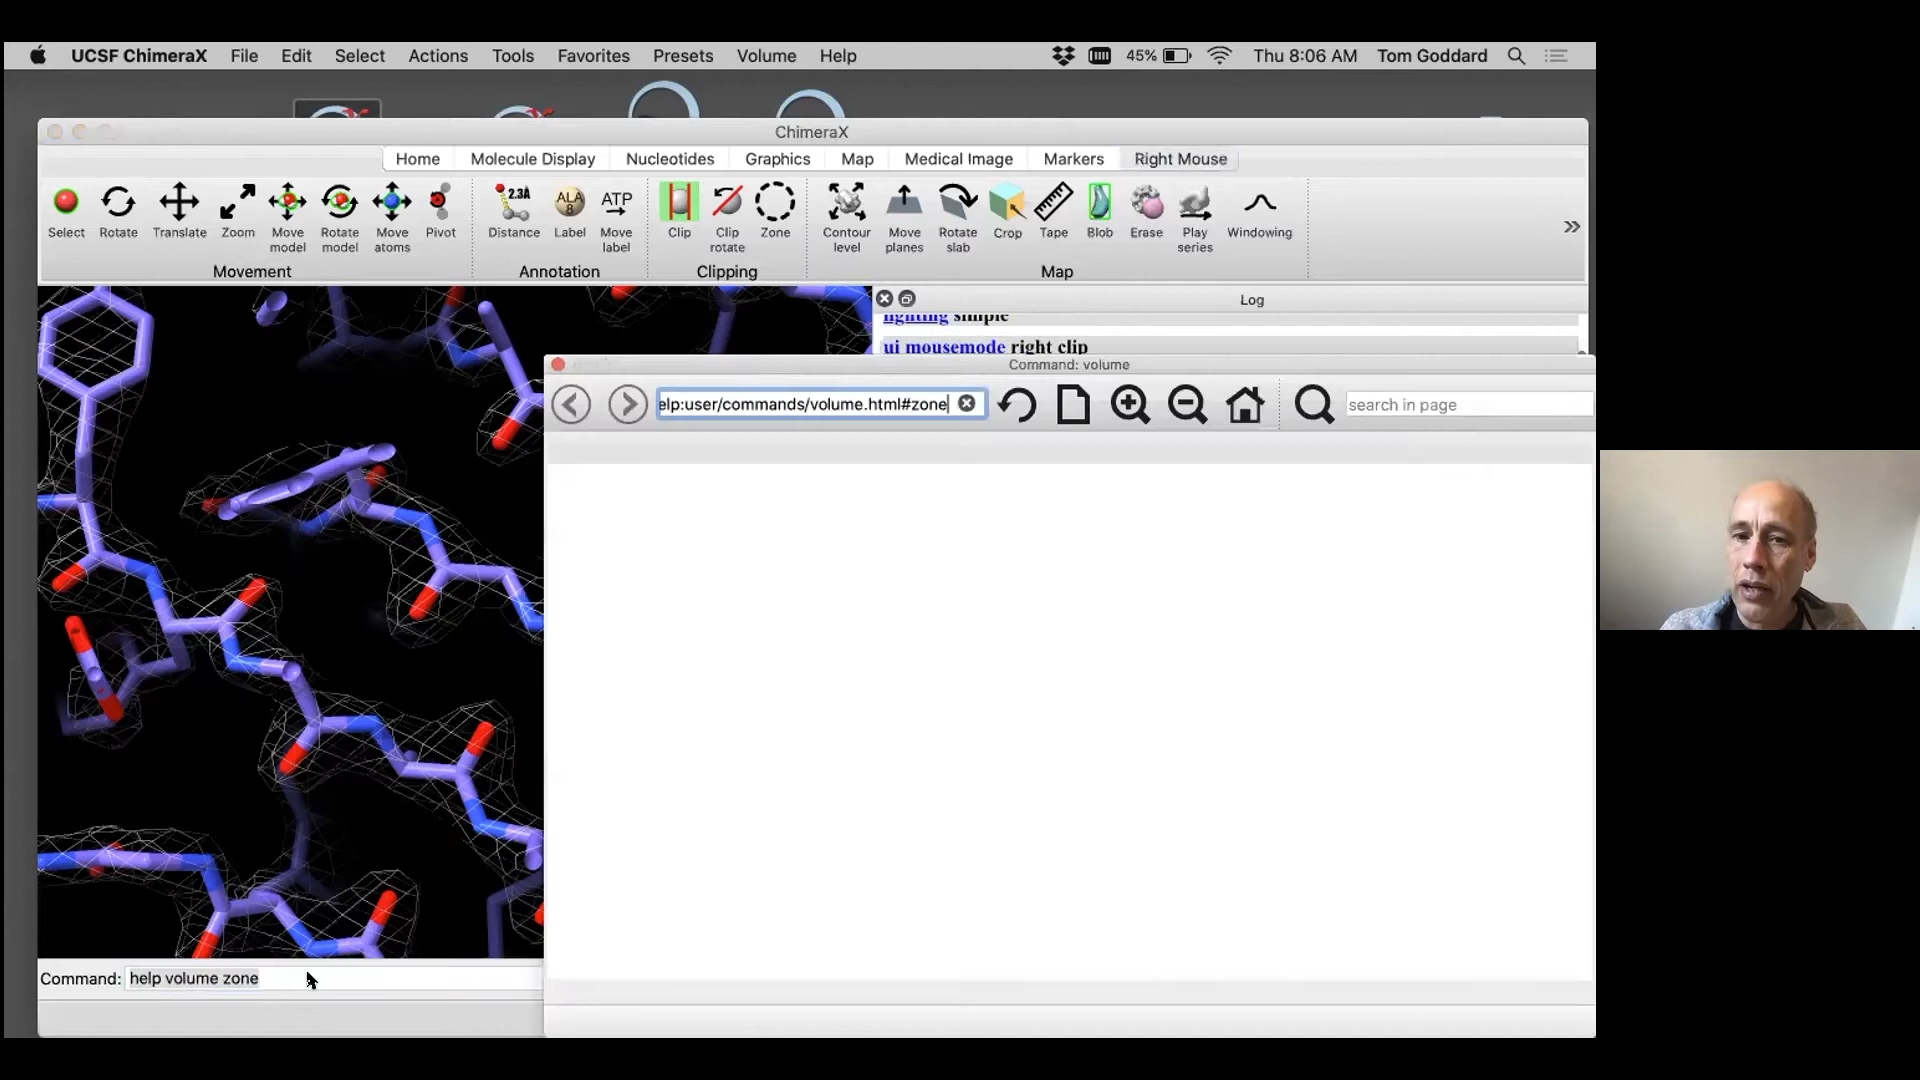 UCSF ChimeraX File Edit Select Actions Tools Favorites Presets Volume Help 45% Thu 8:06 AM Tom Goddard
ChimeraX
Home Molecule Display Nucleotides Graphics Map Medical Image Markers Right Mouse
2.3A ALA 8 ATP
Select Rotate Translate Zoom Move model Rotate model Move atoms Pivot Distance Label Move label Clip Clip rotate Zone Contour level Move planes Rotate slab Crop Tape Blob Erase Play series Windowing »
Movement Annotation Clipping Map
Log
lighting simple
ui mousemode right clip
Command: volume
elp:user/commands/volume.html#zone search in page
Command: help volume zone